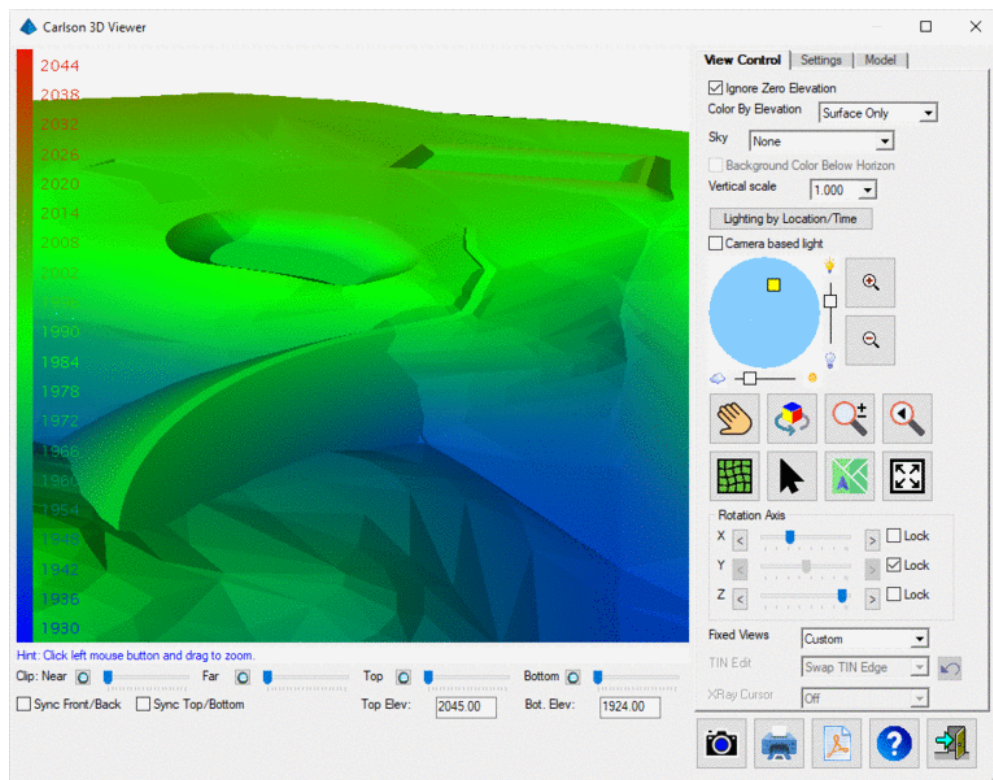 Carlson 3D Viewer
2044
2038
2032
2026
2020
2014
2008
2002
1996
1990
1984
1978
1972
1966
1960
1954
1948
1942
1936
1930
Hint: Click left mouse button and drag to zoom.
Clip: Near
Far
Top
Bottom
Sync Front/Back
Sync Top/Bottom
Top Elev:
2045.00
Bot. Elev:
1924.00
View Control
Settings
Model
Ignore Zero Elevation
Color By Elevation
Surface Only
Sky
None
Background Color Below Horizon
Vertical scale
1.000
Lighting by Location/Time
Camera based light
A
Rotation Axis
X < > Lock
Y < > Lock
Z < > Lock
Fixed Views
Custom
TIN Edit
Swap TIN Edge
XRay Cursor
Off
?